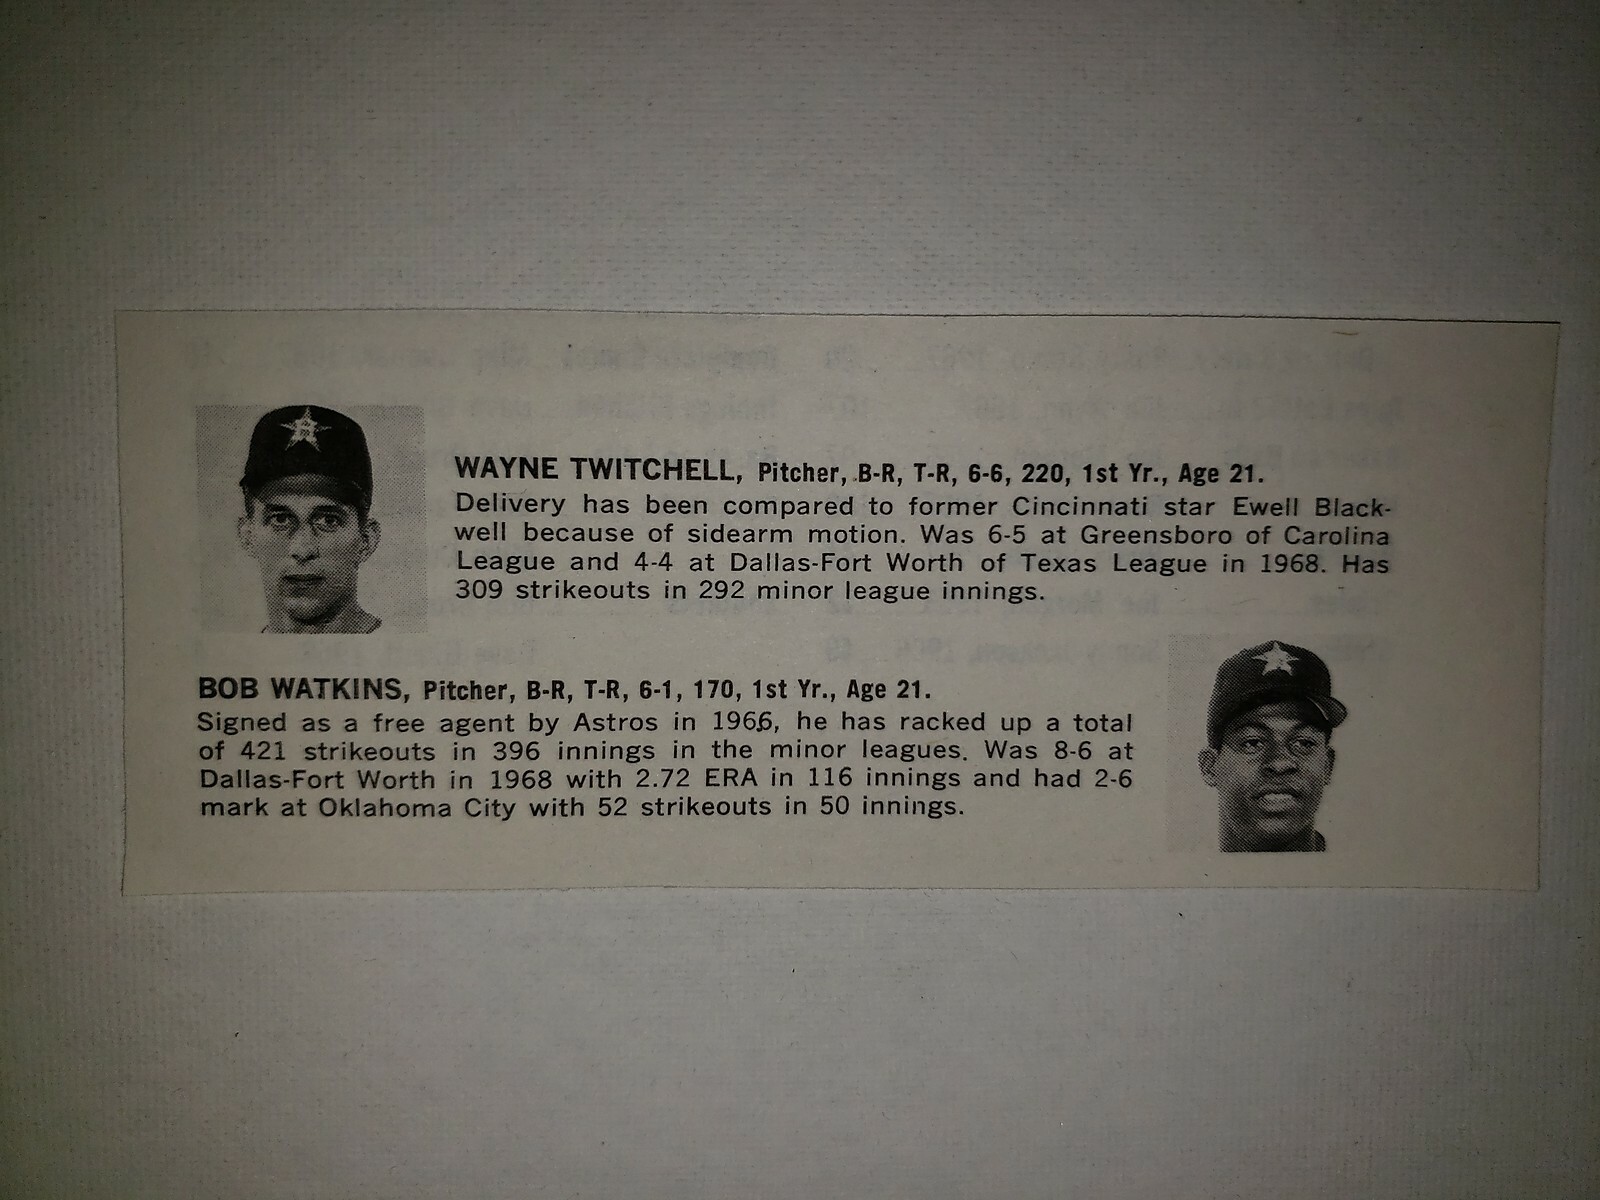 WAYNE TWITCHELL, Pitcher, B-R, T-R, 6-6, 220, 1st Yr., Age 21.
Delivery has been compared to former Cincinnati star Ewell Black-
well because of sidearm motion. Was 6-5 at Greensboro of Carolina
League and 4-4 at Dallas-Fort Worth of Texas League in 1968. Has
309 strikeouts in 292 minor league innings.
BOB WATKINS, Pitcher, B-R, T-R, 6-1, 170, 1st Yr., Age 21.
Signed as a free agent by Astros in 1966, he has racked up a total
of 421 strikeouts in 396 innings in the minor leagues. Was 8-6 at
Dallas-Fort Worth in 1968 with 2.72 ERA in 116 innings and had 2-6
mark at Oklahoma City with 52 strikeouts in 50 innings.